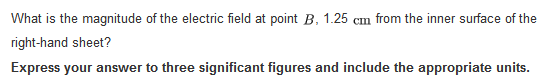 What is the magnitude of the electric field at point B, 1.25 cm from the inner surface of the
right-hand sheet?
Express your answer to three significant figures and include the appropriate units.